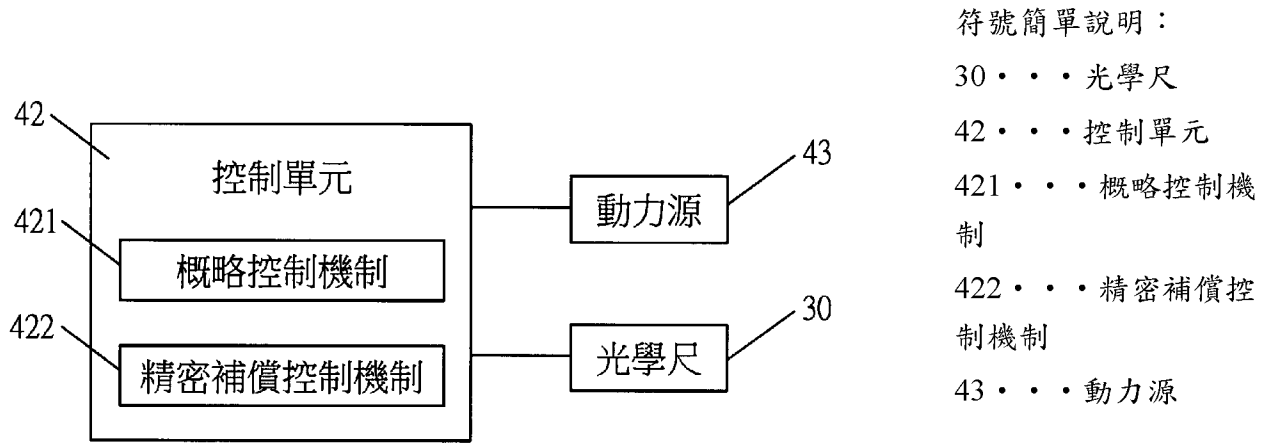 42
控制單元
421
概略控制機制
422
精密補償控制機制
動力源
43
光學尺
30
符號簡單說明：
30・・・光學尺
42・・・控制單元
421・・・概略控制機
制
422・・・精密補償控
制機制
43・・・動力源